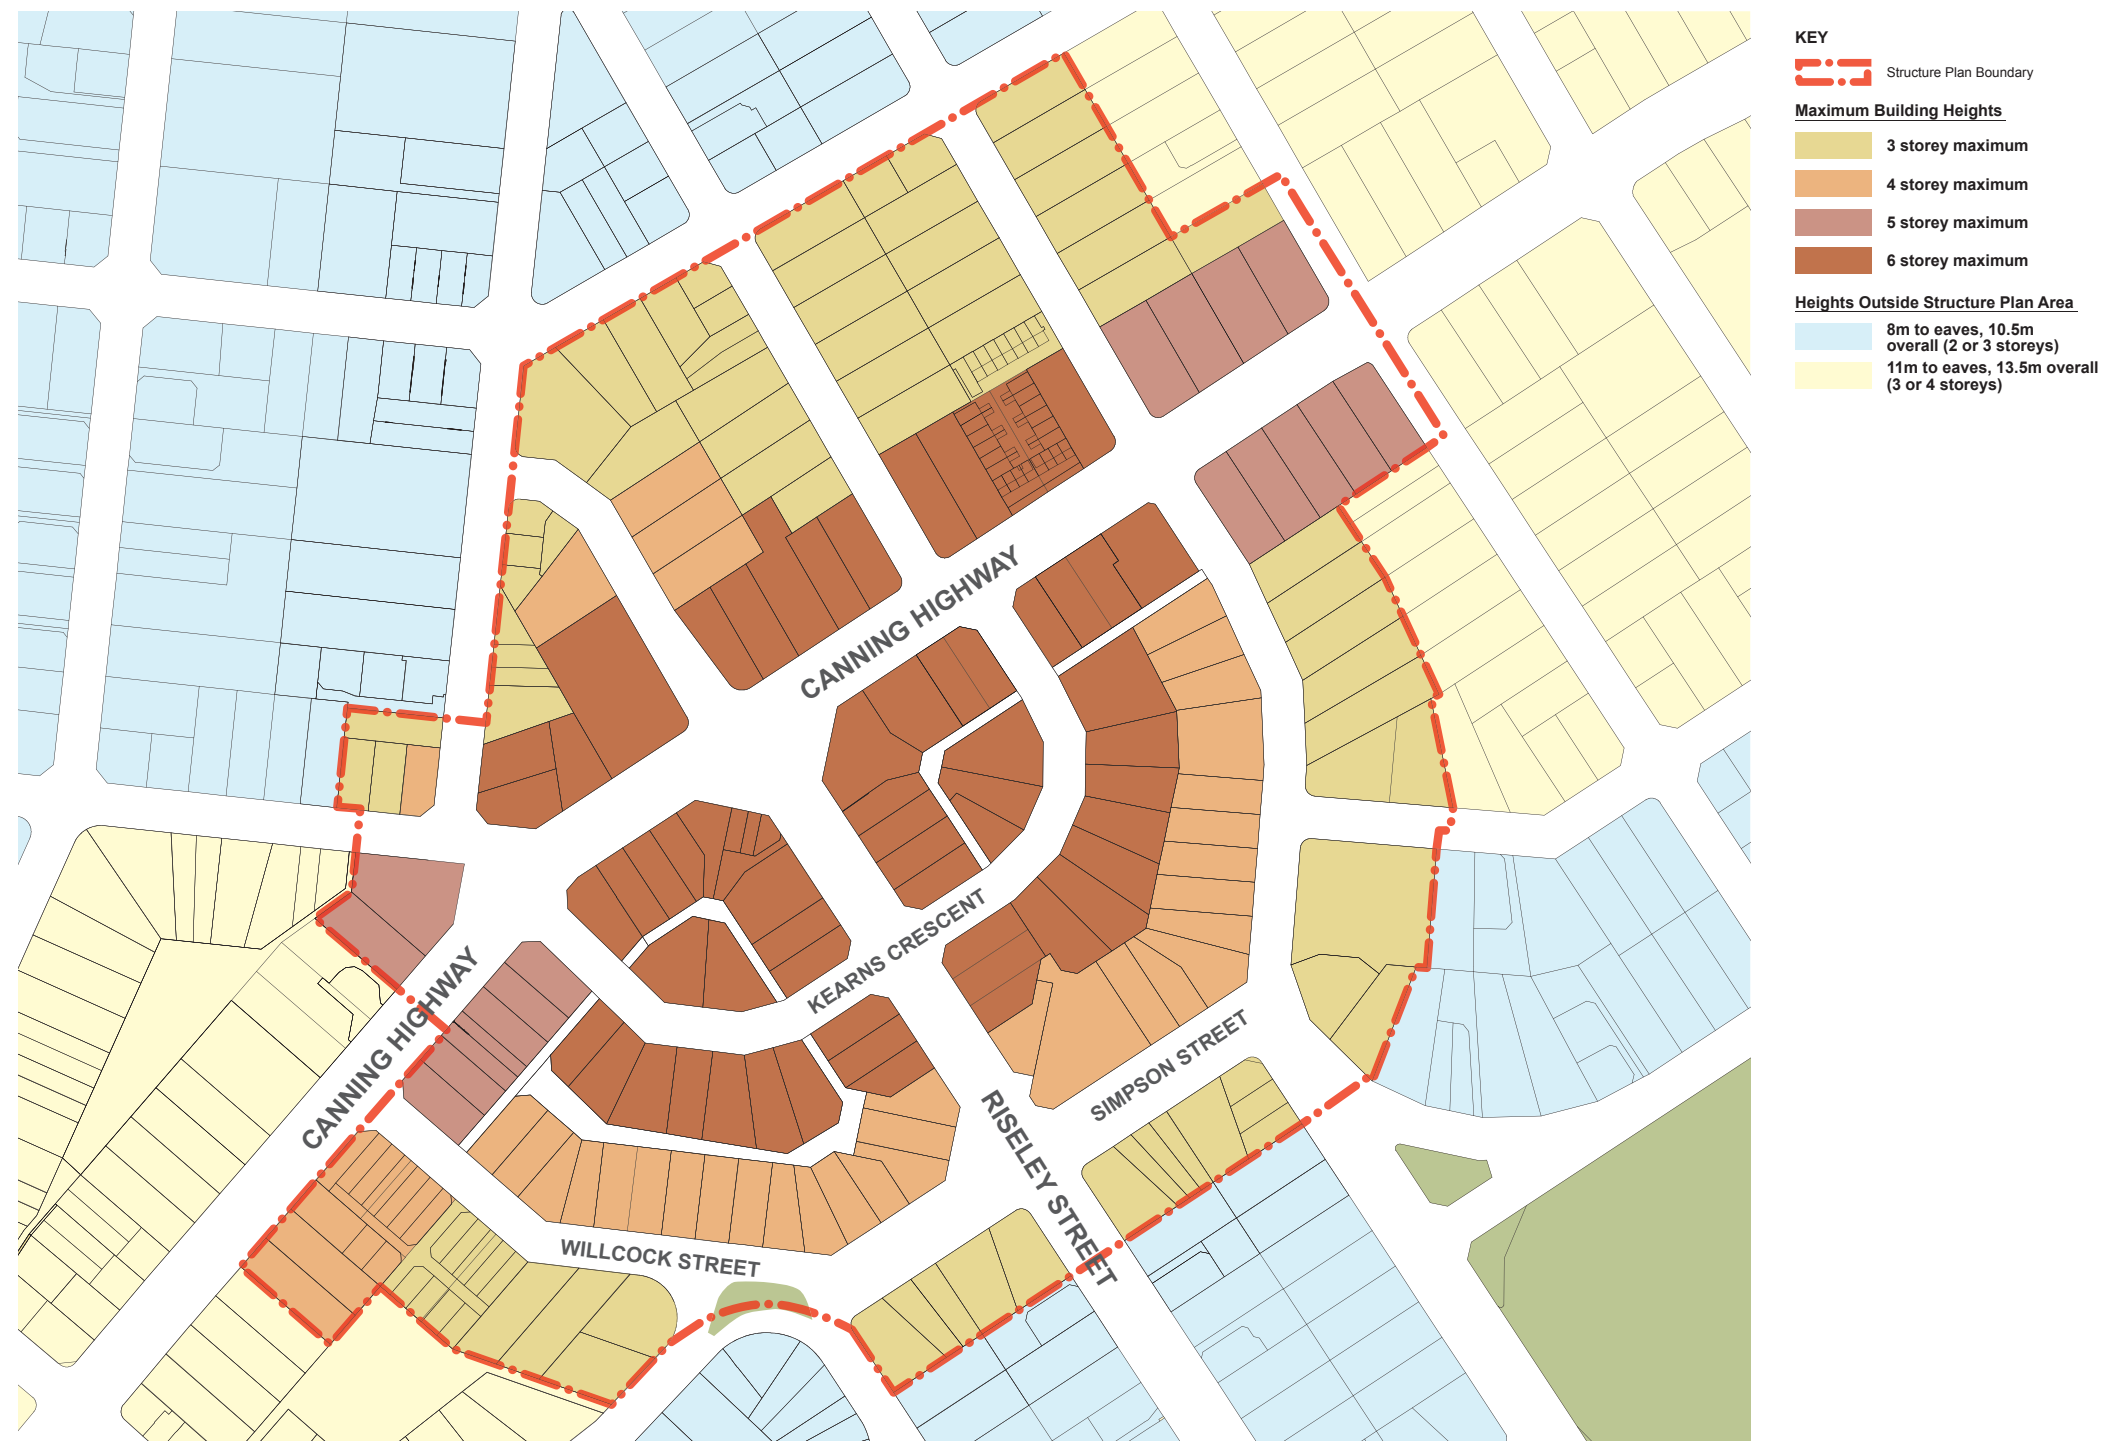 KEY
Structure Plan Boundary
Maximum Building Heights
3 storey maximum
4 storey maximum
5 storey maximum
6 storey maximum
Heights Outside Structure Plan Area
8m to eaves, 10.5m
overall (2 or 3 storeys)
11m to eaves, 13.5m overall
(3 or 4 storeys)
CANNING HIGHWAY
KEARNS CRESCENT
CANNING HIGHWAY
SIMPSON STREET
RISELEY STREET
WILLCOCK STREET